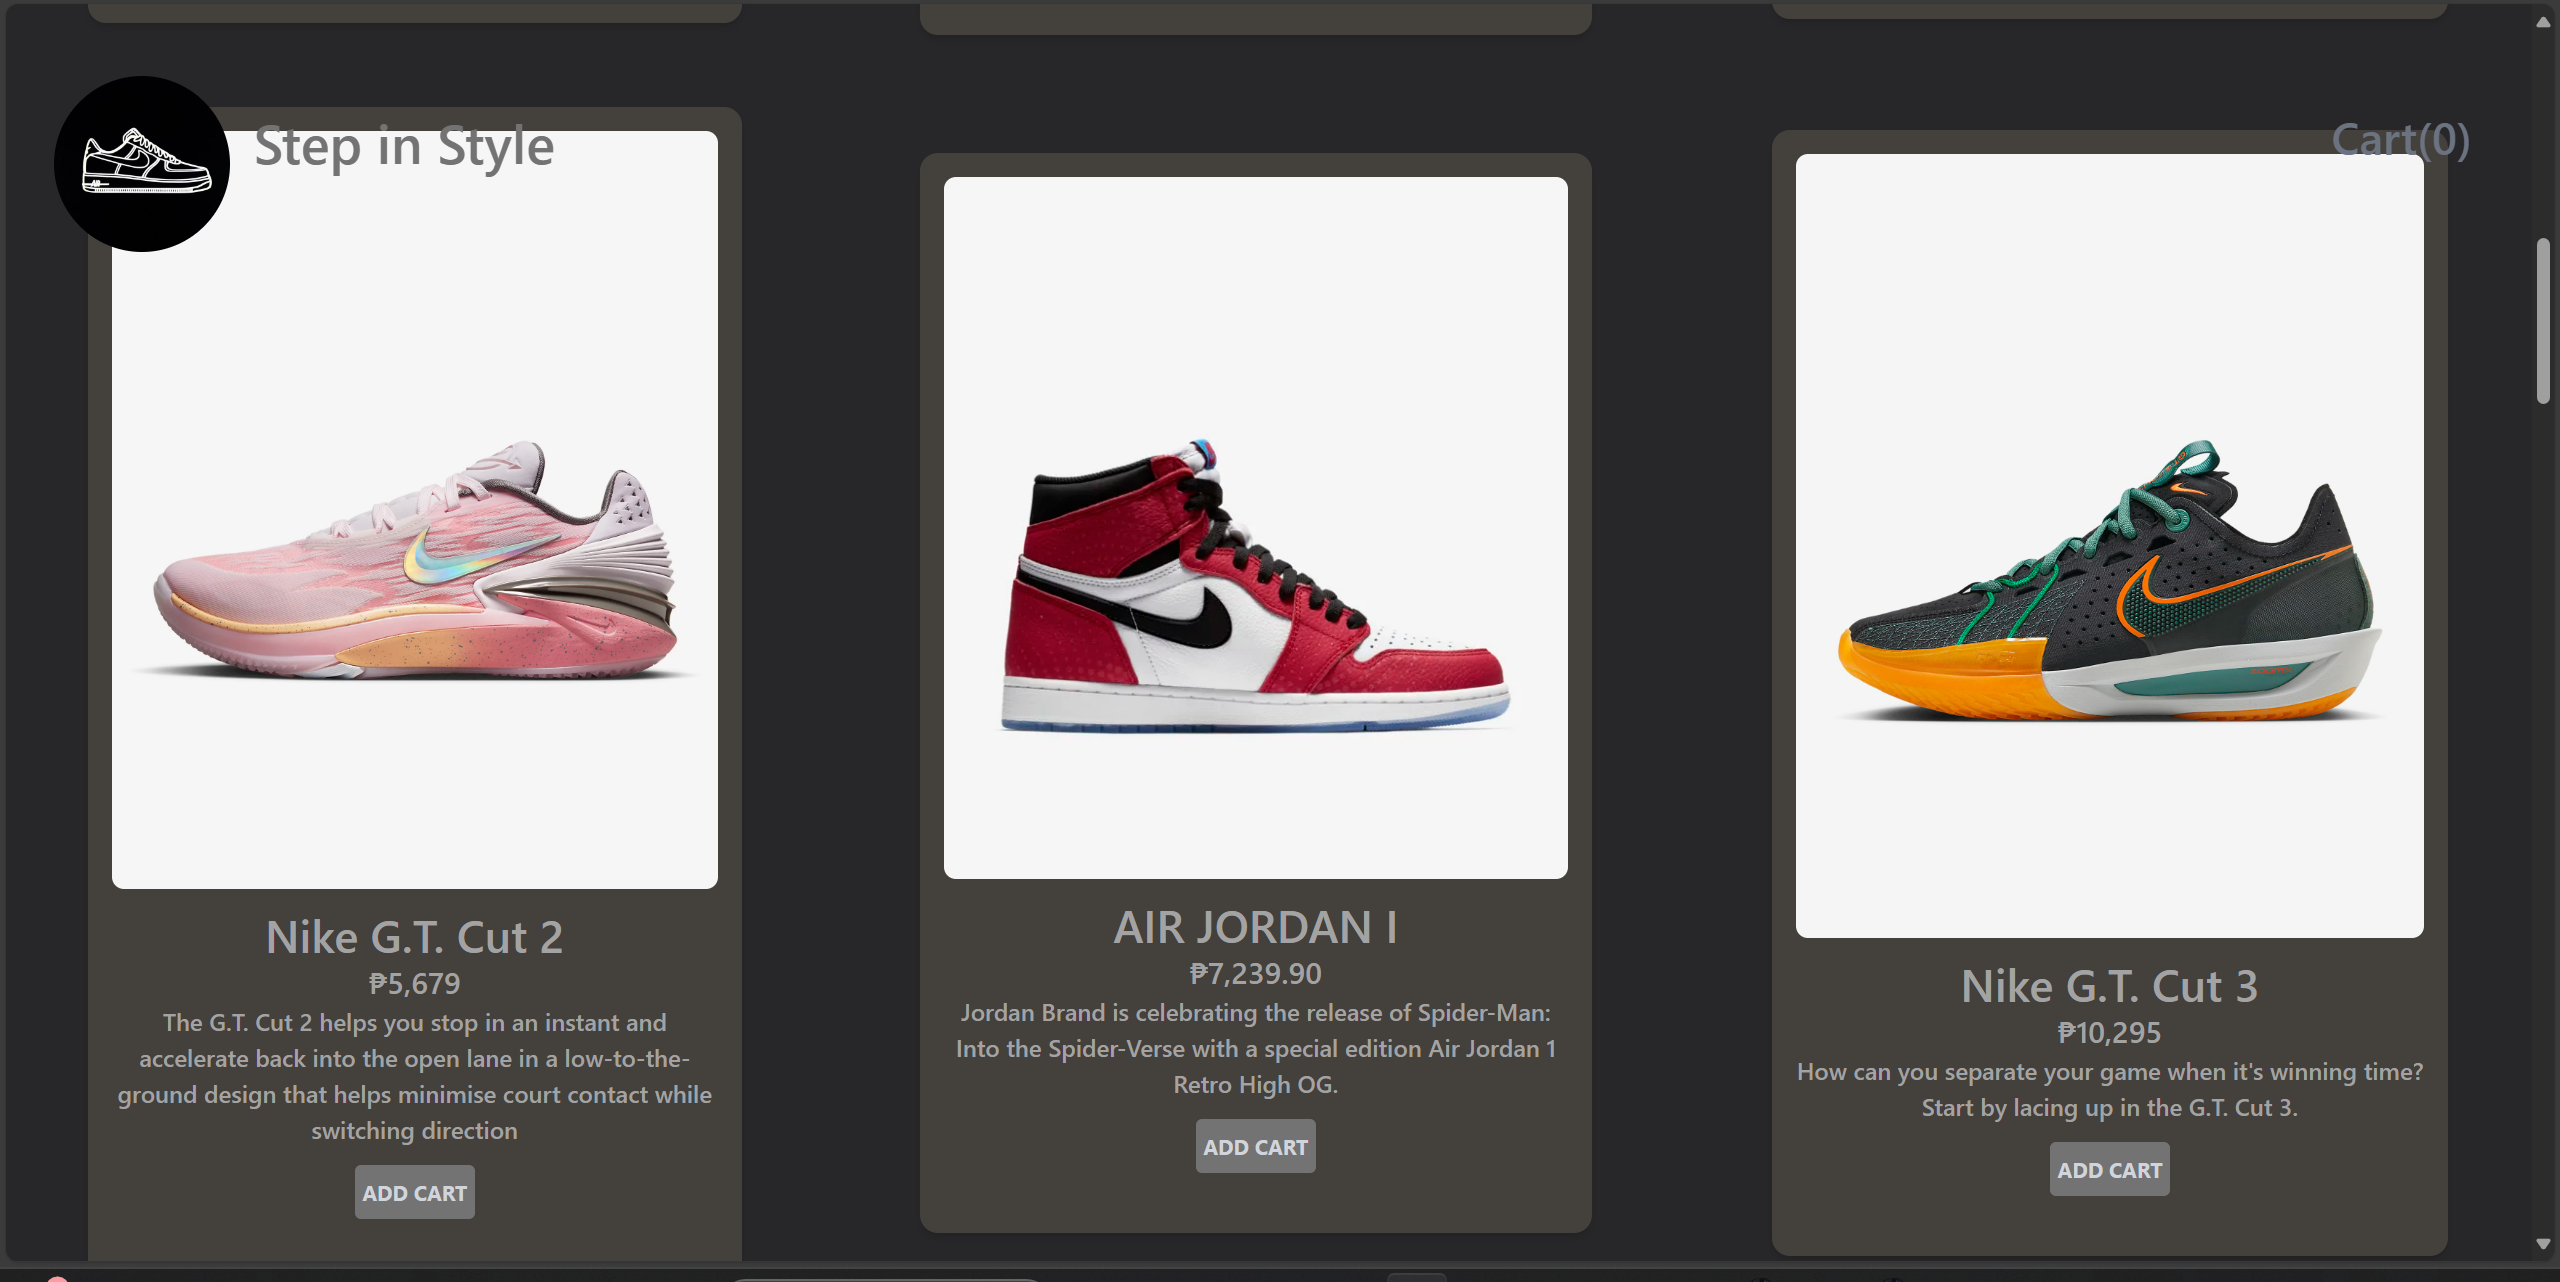 Step in Style
Cart(0)
Nike G.T. Cut 2
₱5,679
The G.T. Cut 2 helps you stop in an instant and
accelerate back into the open lane in a low-to-the-
ground design that helps minimise court contact while
switching direction
ADD CART
AIR JORDAN I
₱7,239.90
Jordan Brand is celebrating the release of Spider-Man:
Into the Spider-Verse with a special edition Air Jordan 1
Retro High OG.
ADD CART
Nike G.T. Cut 3
₱10,295
How can you separate your game when it's winning time?
Start by lacing up in the G.T. Cut 3.
ADD CART